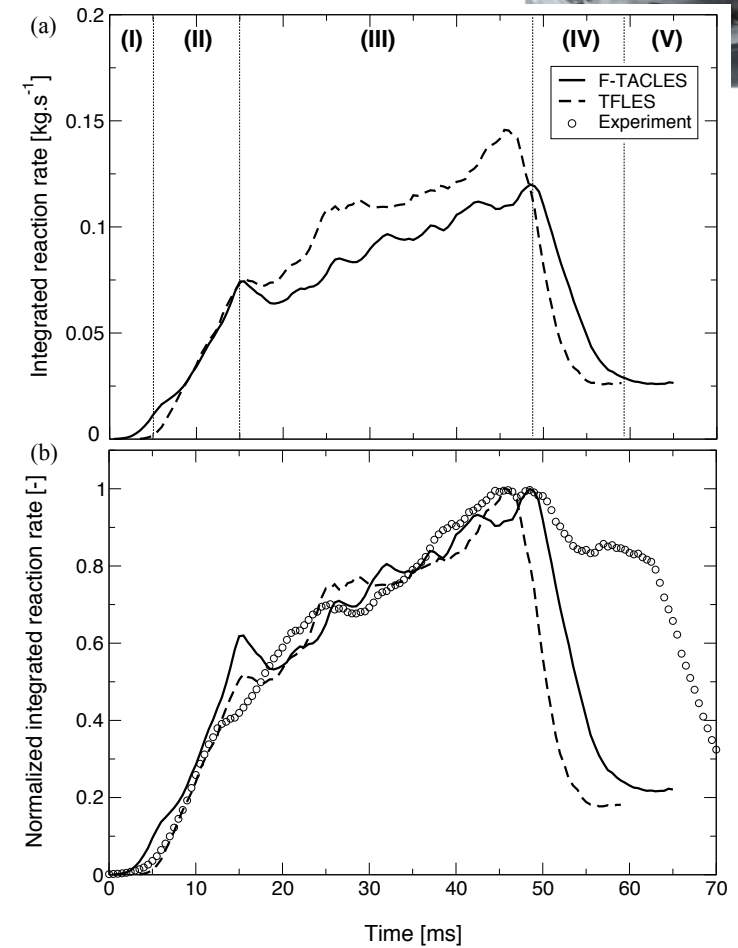 (a)
0.2
(I) (II) (III) (IV) (V)
F-TACLES
TFLES
Experiment
0.15
0.1
0.05
0
Integrated reaction rate [kg.s-1]
(b)
1
0.8
0.6
0.4
0.2
0
Normalized integrated reaction rate [-]
0 10 20 30 40 50 60 70
Time [ms]